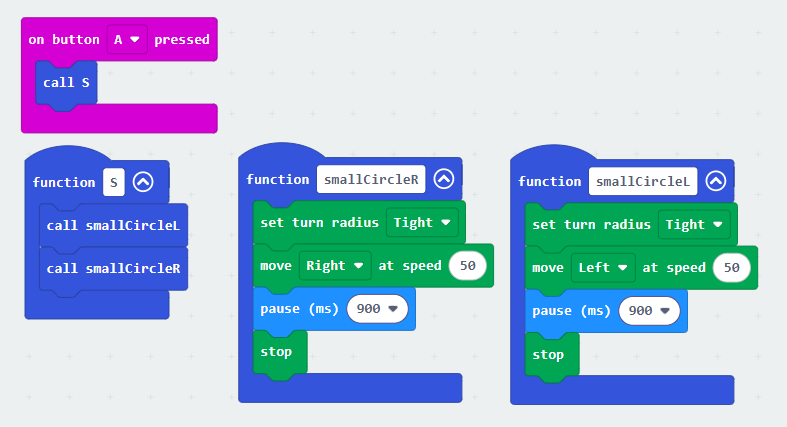 on button A pressed
call S
function S
call smallCircleL
call smallCircleR
function smallCircleR
set turn radius Tight
move Right at speed 50
pause (ms) 900
stop
function smallCircleL
set turn radius Tight
move Left at speed 50
pause (ms) 900
stop